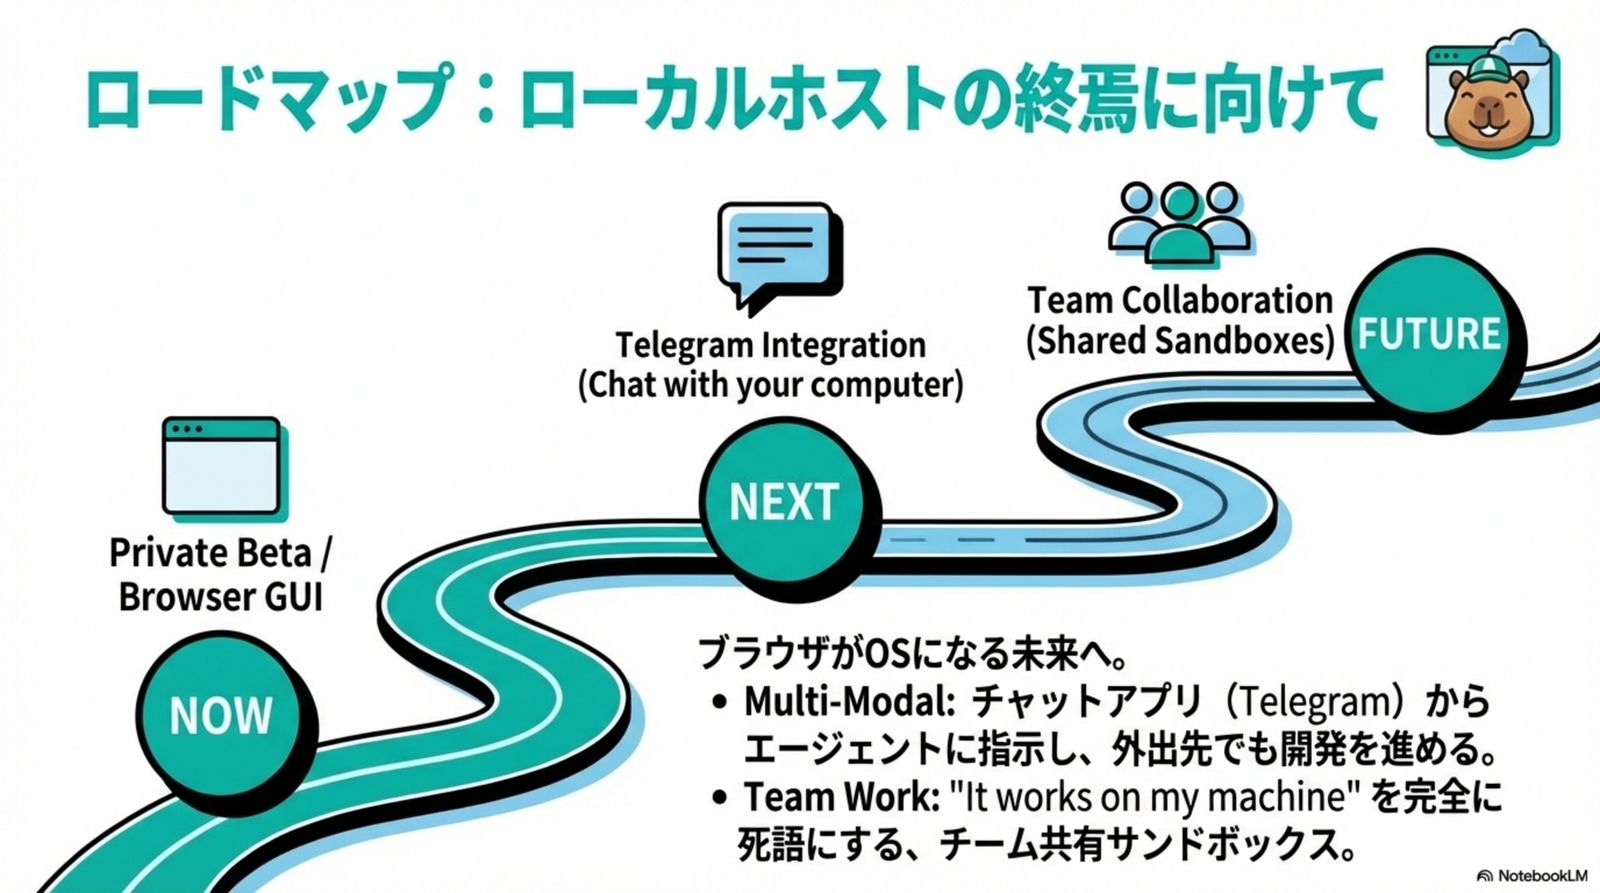 ロードマップ：ローカルホストの終焉に向けて
Private Beta /
Browser GUI
NOW
Telegram Integration
(Chat with your computer)
NEXT
Team Collaboration
(Shared Sandboxes)
FUTURE
ブラウザがOSになる未来へ。
• Multi-Modal: チャットアプリ（Telegram）から
エージェントに指示し、外出先でも開発を進める。
• Team Work: "It works on my machine" を完全に
死語にする、チーム共有サンドボックス。
NotebookLM